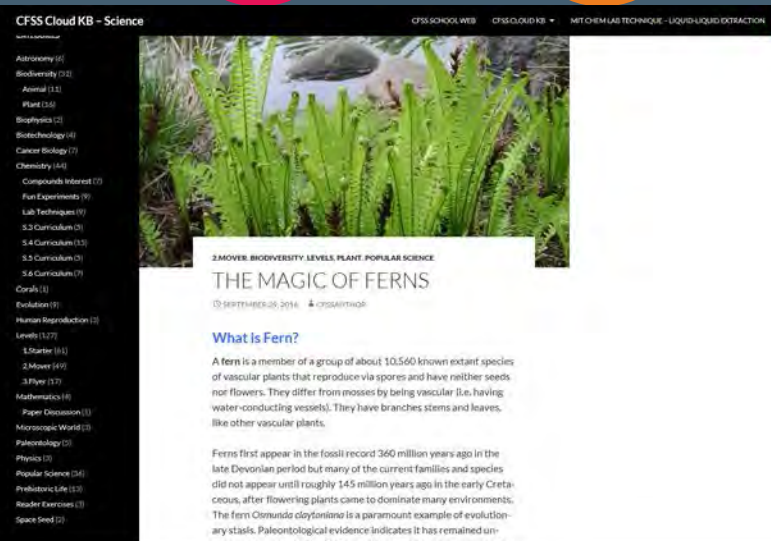 CFSS Cloud KB – Science
CFSS SCHOOL WEB CFSS CLOUD KB MIT CHEM LAB TECHNIQUE – LIQUID-LIQUID EXTRACTION
CATEGORIES
Astronomy (6)
Biodiversity (31)
Animal (11)
Plant (16)
Biophysics (2)
Biotechnology (4)
Cancer Biology (7)
Chemistry (44)
Compounds Interest (7)
Fun Experiments (9)
Lab Techniques (9)
S.3 Curriculum (5)
S.4 Curriculum (15)
S.5 Curriculum (5)
S.6 Curriculum (7)
Corals (1)
Evolution (9)
Human Reproduction (3)
Levels (127)
1.Starter (61)
2.Mover (49)
3.Flyer (17)
Mathematics (4)
Paper Discussion (1)
Microscopic World (3)
Paleontology (5)
Physics (3)
Popular Science (56)
Prehistoric Life (13)
Reader Exercises (3)
Space Seed (2)
2.MOVER, BIODIVERSITY, LEVELS, PLANT, POPULAR SCIENCE
THE MAGIC OF FERNS
SEPTEMBER 29, 2016 CFSSAUTHOR
What is Fern?
A fern is a member of a group of about 10,560 known extant species
of vascular plants that reproduce via spores and have neither seeds
nor flowers. They differ from mosses by being vascular (i.e. having
water-conducting vessels). They have branches stems and leaves,
like other vascular plants.
Ferns first appear in the fossil record 360 million years ago in the
late Devonian period but many of the current families and species
did not appear until roughly 145 million years ago in the early Creta-
ceous, after flowering plants came to dominate many environments.
The fern Osmunda claytoniana is a paramount example of evolution-
ary stasis. Paleontological evidence indicates it has remained un-